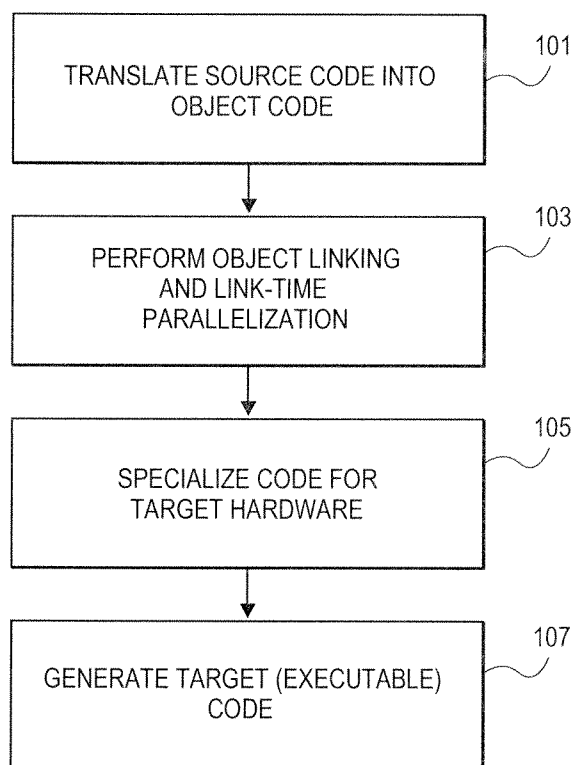 101
TRANSLATE SOURCE CODE INTO
OBJECT CODE
103
PERFORM OBJECT LINKING
AND LINK-TIME
PARALLELIZATION
105
SPECIALIZE CODE FOR
TARGET HARDWARE
107
GENERATE TARGET (EXECUTABLE)
CODE